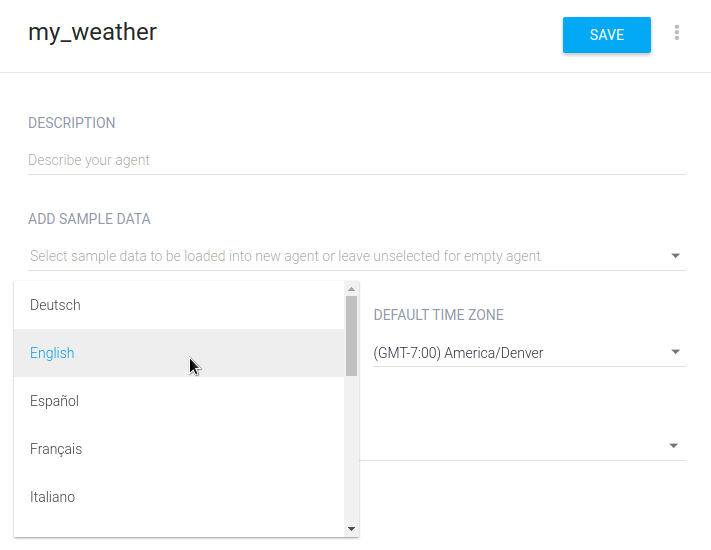 my_weather
SAVE
DESCRIPTION
Describe your agent
ADD SAMPLE DATA
Select sample data to be loaded into new agent or leave unselected for empty agent
Deutsch
English
Español
Français
Italiano
DEFAULT TIME ZONE
(GMT-7:00) America/Denver